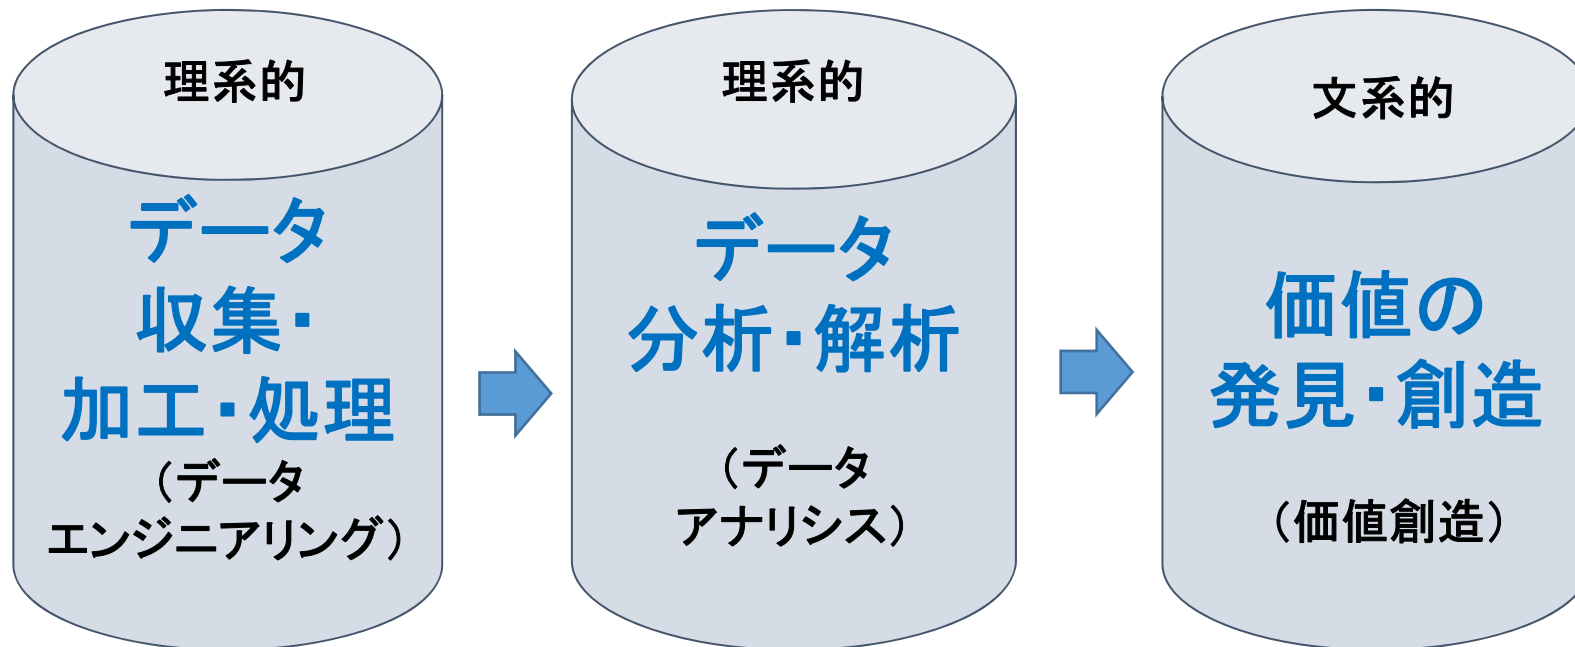 理系的
データ
収集・
加工・処理
（データ
エンジニアリング）
理系的
データ
分析・解析
（データ
アナリシス）
文系的
価値の
発見・創造
（価値創造）